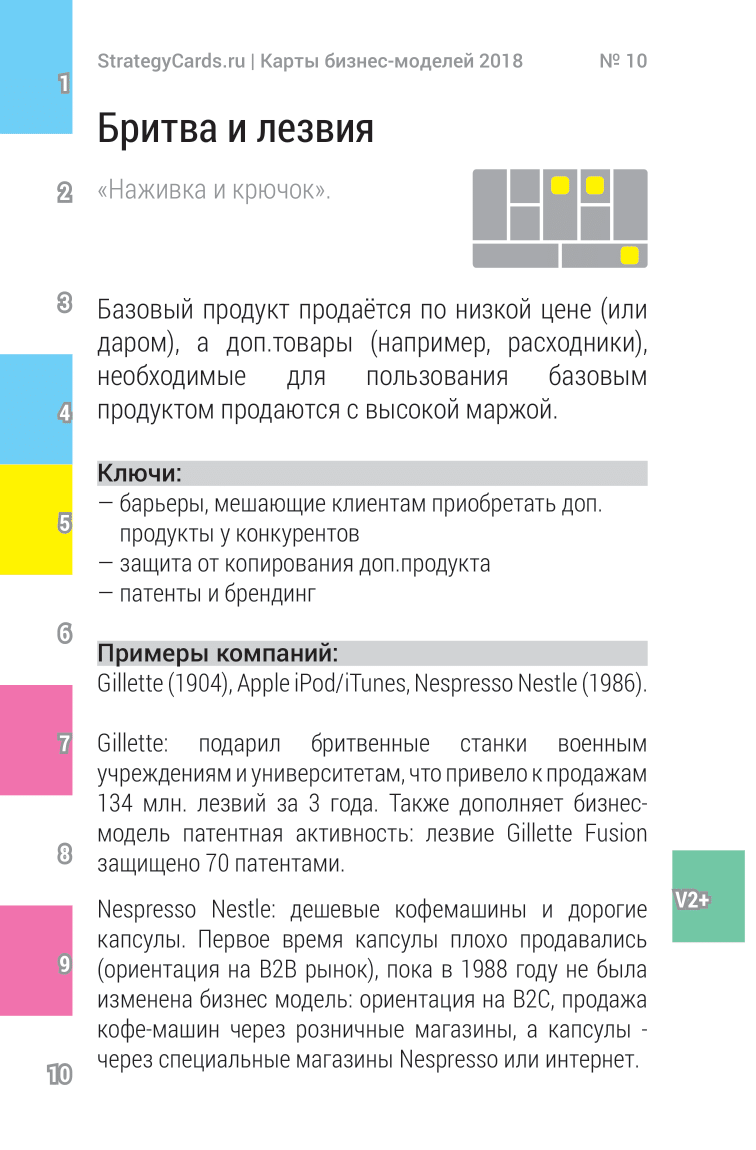 StrategyCards.ru | Карты бизнес-моделей 2018 № 10
1
Бритва и лезвия
2
«Наживка и крючок».
3
Базовый продукт продаётся по низкой цене (или
даром), а доп.товары (например, расходники),
необходимые для пользования базовым
продуктом продаются с высокой маржой.
4
Ключи:
— барьеры, мешающие клиентам приобретать доп.
продукты у конкурентов
5
— защита от копирования доп.продукта
— патенты и брендинг
6
Примеры компаний:
Gillette (1904), Apple iPod/iTunes, Nespresso Nestle (1986).
7
Gillette: подарил бритвенные станки военным
учреждениям и университетам, что привело к продажам
134 млн. лезвий за 3 года. Также дополняет бизнес-
модель патентная активность: лезвие Gillette Fusion
защищено 70 патентами.
8
V2+
Nespresso Nestle: дешевые кофемашины и дорогие
капсулы. Первое время капсулы плохо продавались
(ориентация на B2B рынок), пока в 1988 году не была
изменена бизнес модель: ориентация на B2C, продажа
кофе-машин через розничные магазины, а капсулы -
через специальные магазины Nespresso или интернет.
9
10